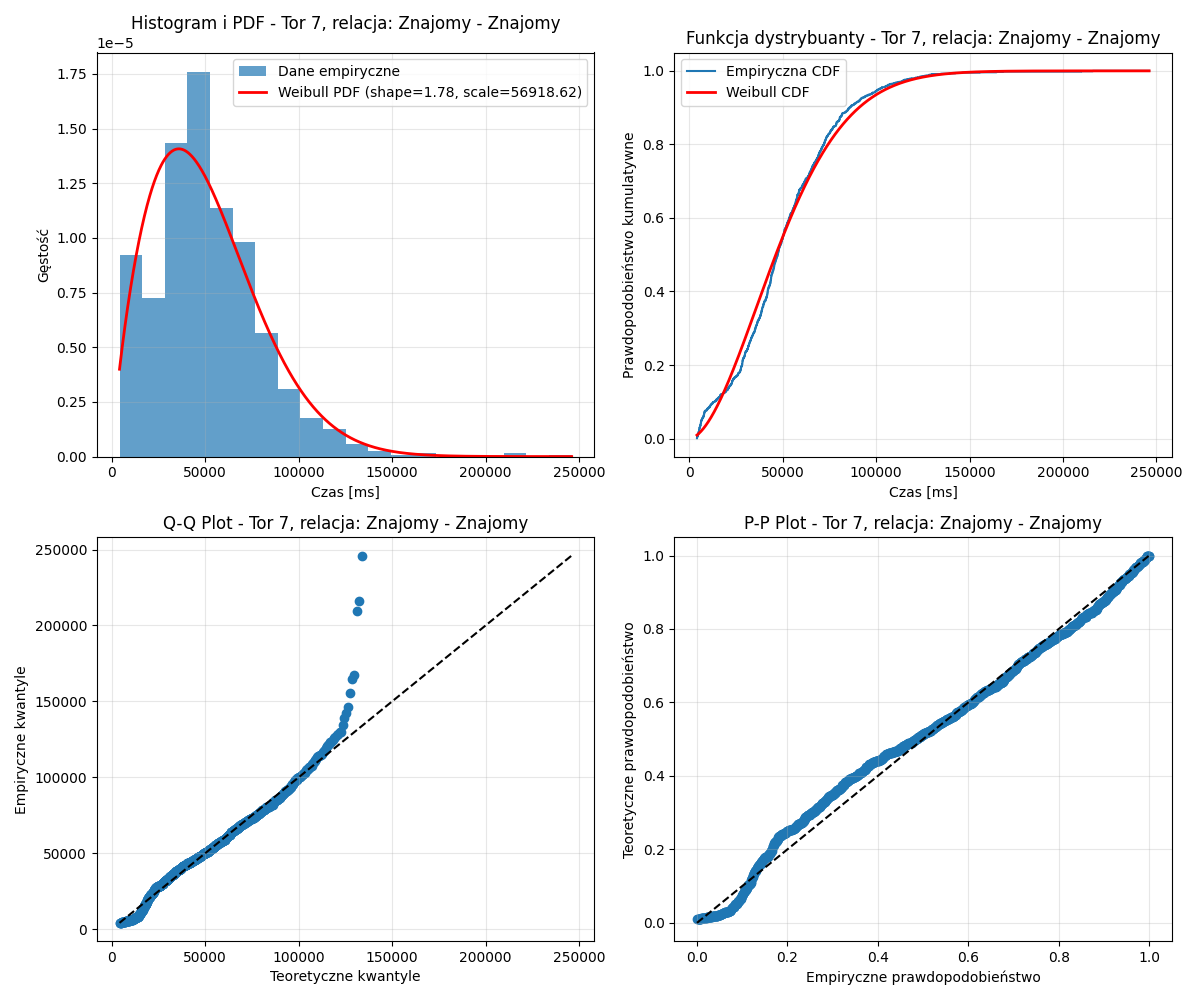 Histogram i PDF - Tor 7, relacja: Znajomy - Znajomy
1e−5
1.75
1.50
1.25
1.00
0.75
0.50
0.25
0.00
Gęstość
Dane empiryczne
Weibull PDF (shape=1.78, scale=56918.62)
0 50000 100000 150000 200000 250000
Czas [ms]
Funkcja dystrybuanty - Tor 7, relacja: Znajomy - Znajomy
1.0
0.8
0.6
0.4
0.2
0.0
Prawdopodobieństwo kumulatywne
Empiryczna CDF
Weibull CDF
0 50000 100000 150000 200000 250000
Czas [ms]
Q-Q Plot - Tor 7, relacja: Znajomy - Znajomy
250000
200000
150000
100000
50000
0
Empiryczne kwantyle
0 50000 100000 150000 200000 250000
Teoretyczne kwantyle
P-P Plot - Tor 7, relacja: Znajomy - Znajomy
1.0
0.8
0.6
0.4
0.2
0.0
Teoretyczne prawdopodobieństwo
0.0 0.2 0.4 0.6 0.8 1.0
Empiryczne prawdopodobieństwo